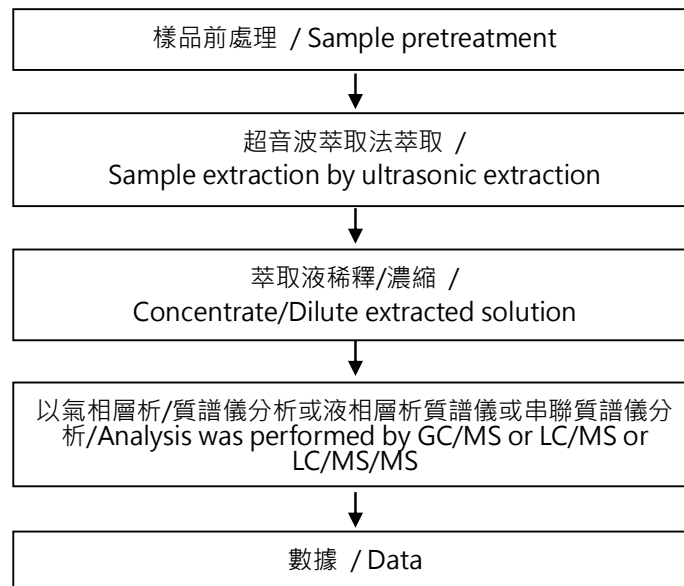 樣品前處理 / Sample pretreatment
超音波萃取法萃取 /
Sample extraction by ultrasonic extraction
萃取液稀釋/濃縮 /
Concentrate/Dilute extracted solution
以氣相層析/質譜儀分析或液相層析質譜儀或串聯質譜儀分
析/Analysis was performed by GC/MS or LC/MS or
LC/MS/MS
數據 / Data